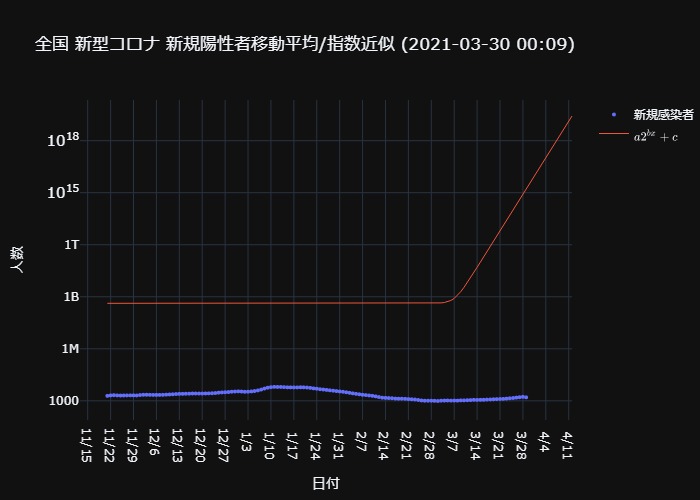 全国 新型コロナ 新規陽性者移動平均/指数近似 (2021-03-30 00:09)
新規感染者
a2^{bx} + c
10^{18}
10^{15}
1T
1B
1M
1000
人数
11/15 11/22 11/29 12/6 12/13 12/20 12/27 1/3 1/10 1/17 1/24 1/31 2/7 2/14 2/21 2/28 3/7 3/14 3/21 3/28 4/4 4/11
日付